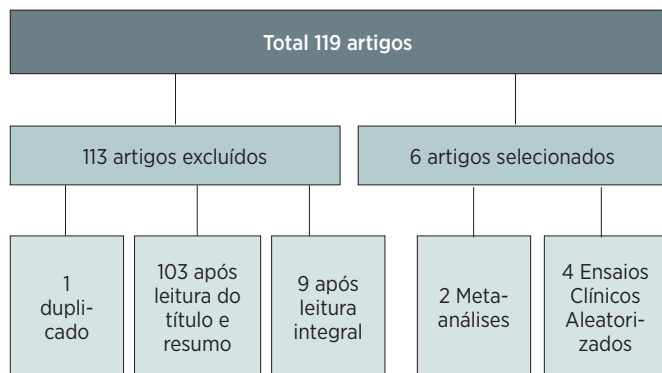 Total 119 artigos
113 artigos excluídos
6 artigos selecionados
1
dupli-
cado
103 após
leitura do
título e
resumo
9 após
leitura
integral
2 Meta-
análises
4 Ensaios
Clínicos
Aleatori-
zados